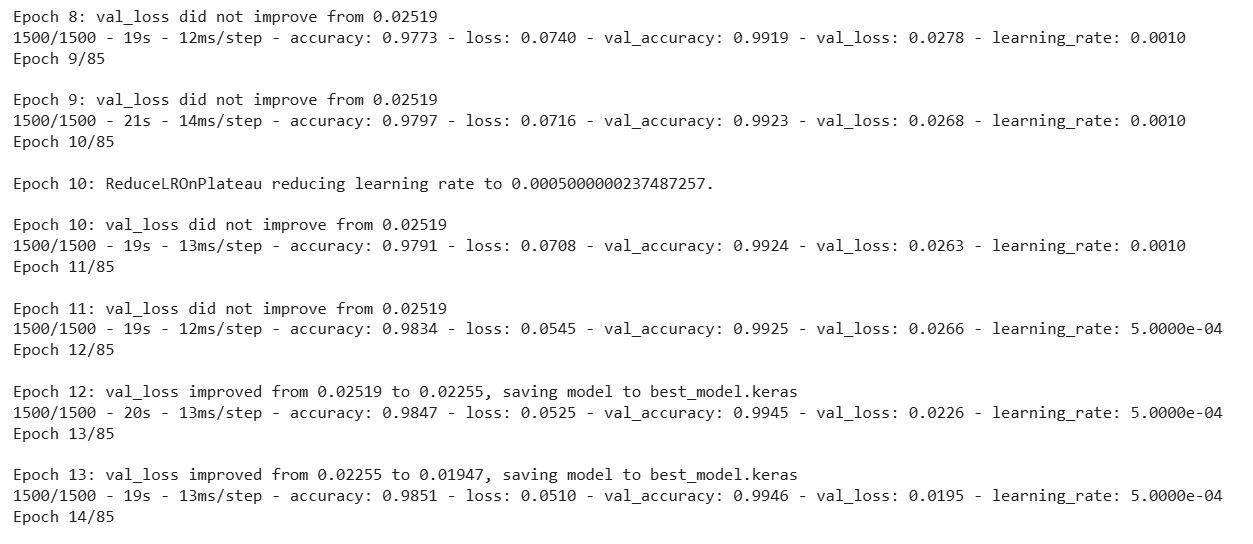 Epoch 8: val_loss did not improve from 0.02519
1500/1500 - 19s - 12ms/step - accuracy: 0.9773 - loss: 0.0740 - val_accuracy: 0.9919 - val_loss: 0.0278 - learning_rate: 0.0010
Epoch 9/85
Epoch 9: val_loss did not improve from 0.02519
1500/1500 - 21s - 14ms/step - accuracy: 0.9797 - loss: 0.0716 - val_accuracy: 0.9923 - val_loss: 0.0268 - learning_rate: 0.0010
Epoch 10/85
Epoch 10: ReduceLROnPlateau reducing learning rate to 0.0005000000237487257.
Epoch 10: val_loss did not improve from 0.02519
1500/1500 - 19s - 13ms/step - accuracy: 0.9791 - loss: 0.0708 - val_accuracy: 0.9924 - val_loss: 0.0263 - learning_rate: 0.0010
Epoch 11/85
Epoch 11: val_loss did not improve from 0.02519
1500/1500 - 19s - 12ms/step - accuracy: 0.9834 - loss: 0.0545 - val_accuracy: 0.9925 - val_loss: 0.0266 - learning_rate: 5.0000e-04
Epoch 12/85
Epoch 12: val_loss improved from 0.02519 to 0.02255, saving model to best_model.keras
1500/1500 - 20s - 13ms/step - accuracy: 0.9847 - loss: 0.0525 - val_accuracy: 0.9945 - val_loss: 0.0226 - learning_rate: 5.0000e-04
Epoch 13/85
Epoch 13: val_loss improved from 0.02255 to 0.01947, saving model to best_model.keras
1500/1500 - 19s - 13ms/step - accuracy: 0.9851 - loss: 0.0510 - val_accuracy: 0.9946 - val_loss: 0.0195 - learning_rate: 5.0000e-04
Epoch 14/85